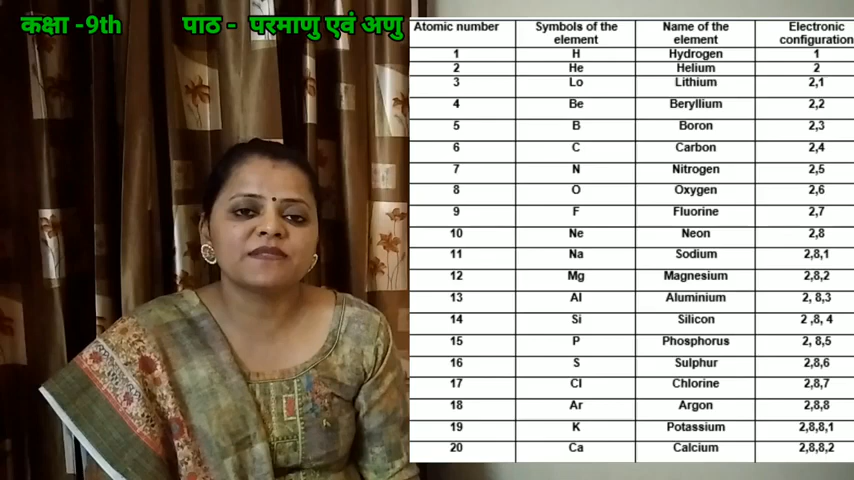 कक्षा -9th पाठ - परमाणु एवं अणु
Atomic number Symbols of the element Name of the element Electronic configuration
1 H Hydrogen 1
2 He Helium 2
3 Lo Lithium 2,1
4 Be Beryllium 2,2
5 B Boron 2,3
6 C Carbon 2,4
7 N Nitrogen 2,5
8 O Oxygen 2,6
9 F Fluorine 2,7
10 Ne Neon 2,8
11 Na Sodium 2,8,1
12 Mg Magnesium 2,8,2
13 Al Aluminium 2, 8,3
14 Si Silicon 2 ,8, 4
15 P Phosphorus 2, 8,5
16 S Sulphur 2,8,6
17 Cl Chlorine 2,8,7
18 Ar Argon 2,8,8
19 K Potassium 2,8,8,1
20 Ca Calcium 2,8,8,2